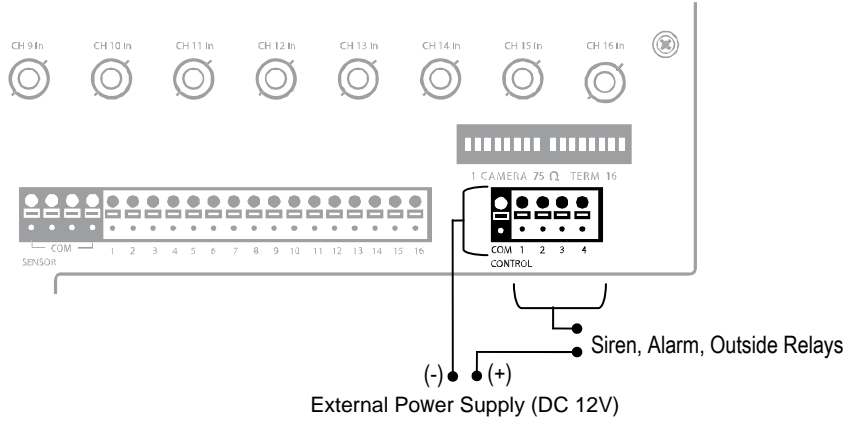 CH 9 In CH 10 In CH 11 In CH 12 In CH 13 In CH 14 In CH 15 In CH 16 In
1 CAMERA 75 Ω TERM 16
COM 1 2 3 4 5 6 7 8 9 10 11 12 13 14 15 16
SENSOR
COM 1 2 3 4
CONTROL
Siren, Alarm, Outside Relays
(-) (+)
External Power Supply (DC 12V)